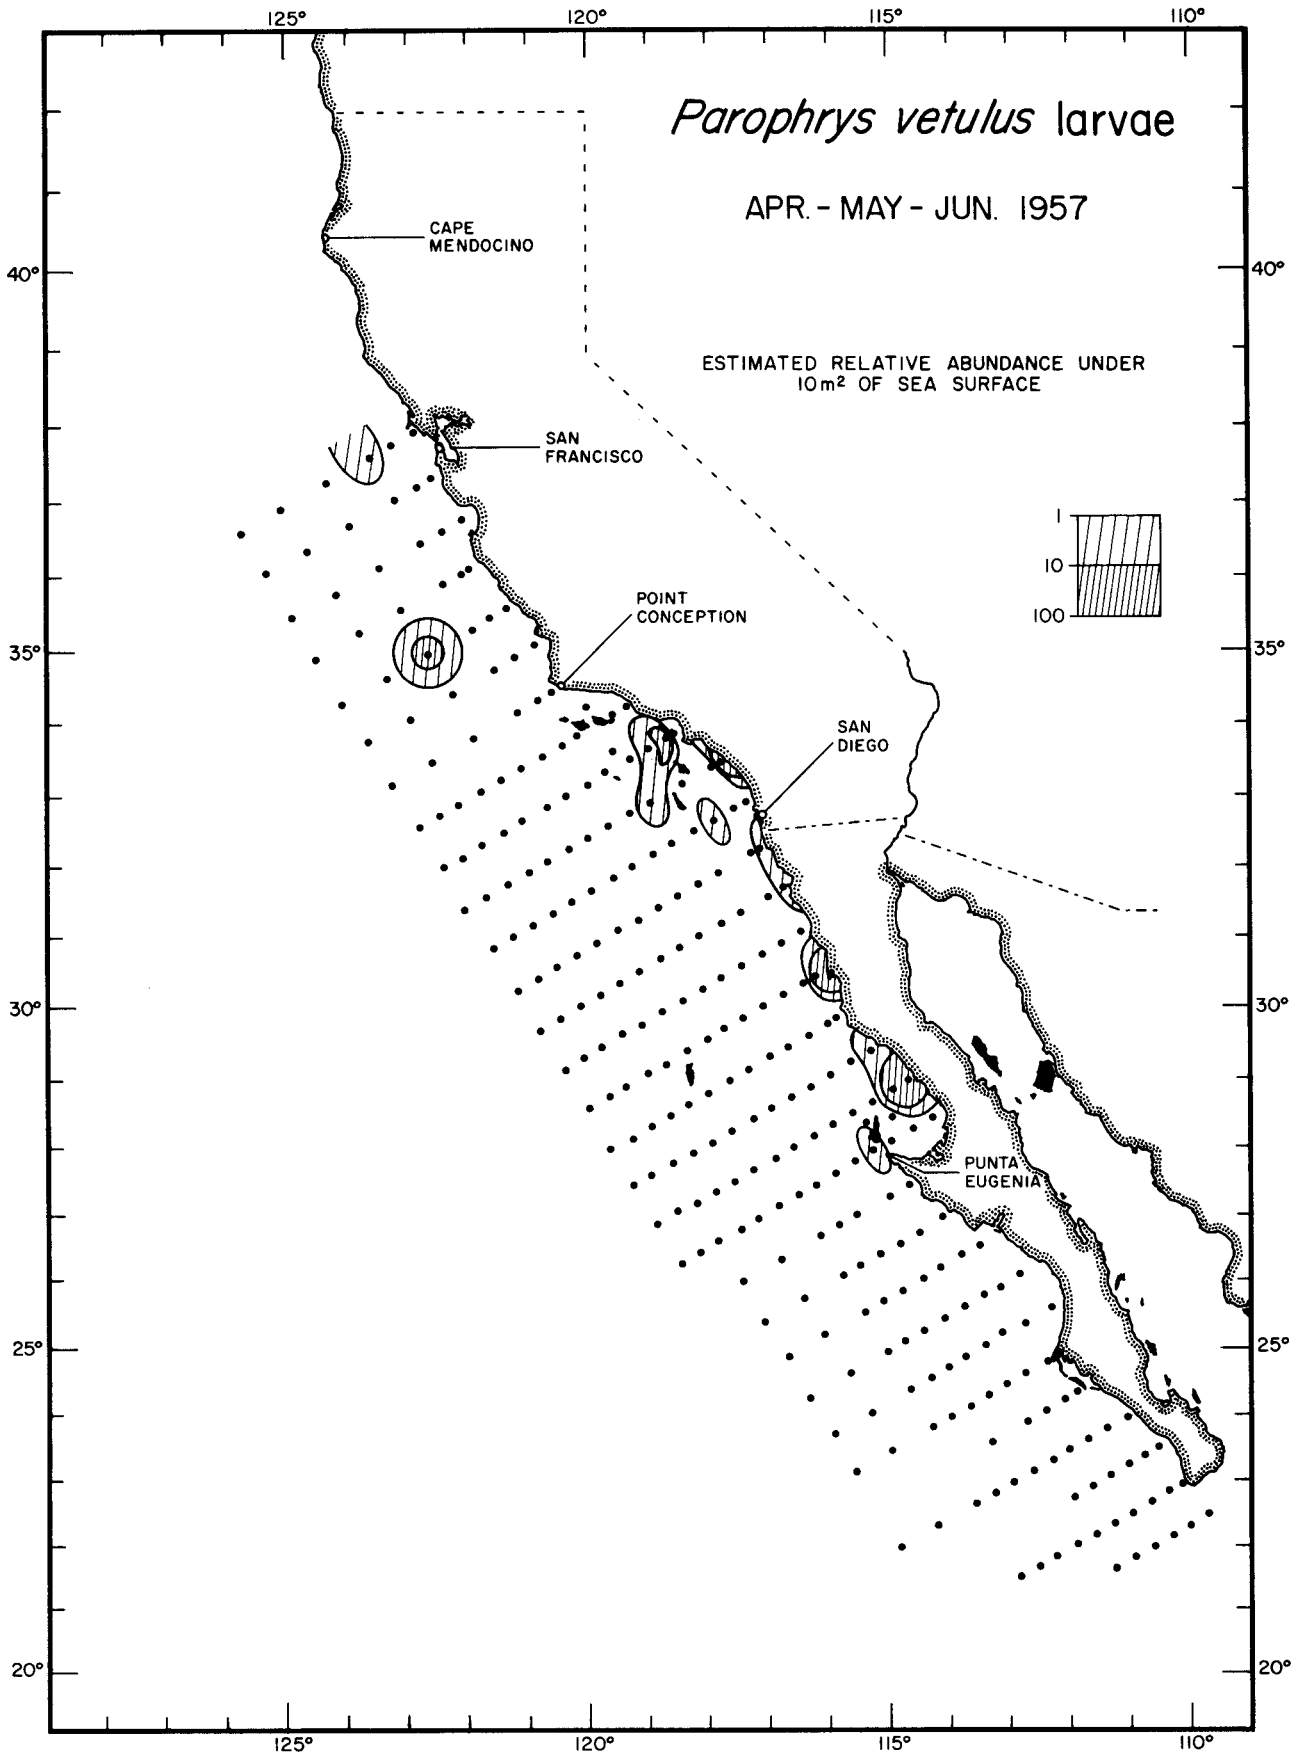 125° 120° 115° 110°
Parophrys vetulus larvae
APR. - MAY - JUN. 1957
CAPE
MENDOCINO
40° 40°
ESTIMATED RELATIVE ABUNDANCE UNDER
10m² OF SEA SURFACE
SAN
FRANCISCO
1
10
100
POINT
CONCEPTION
35° 35°
SAN
DIEGO
30° 30°
PUNTA
EUGENIA
25° 25°
20° 20°
125° 120° 115° 110°